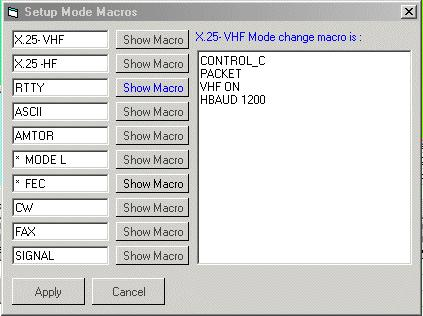 Setup Mode Macros
X.25- VHF Show Macro X.25- VHF Mode change macro is :
X.25 -HF Show Macro
RTTY Show Macro
ASCII Show Macro
AMTOR Show Macro
* MODE L Show Macro
* FEC Show Macro
CW Show Macro
FAX Show Macro
SIGNAL Show Macro
CONTROL_C
PACKET
VHF ON
HBAUD 1200
Apply Cancel